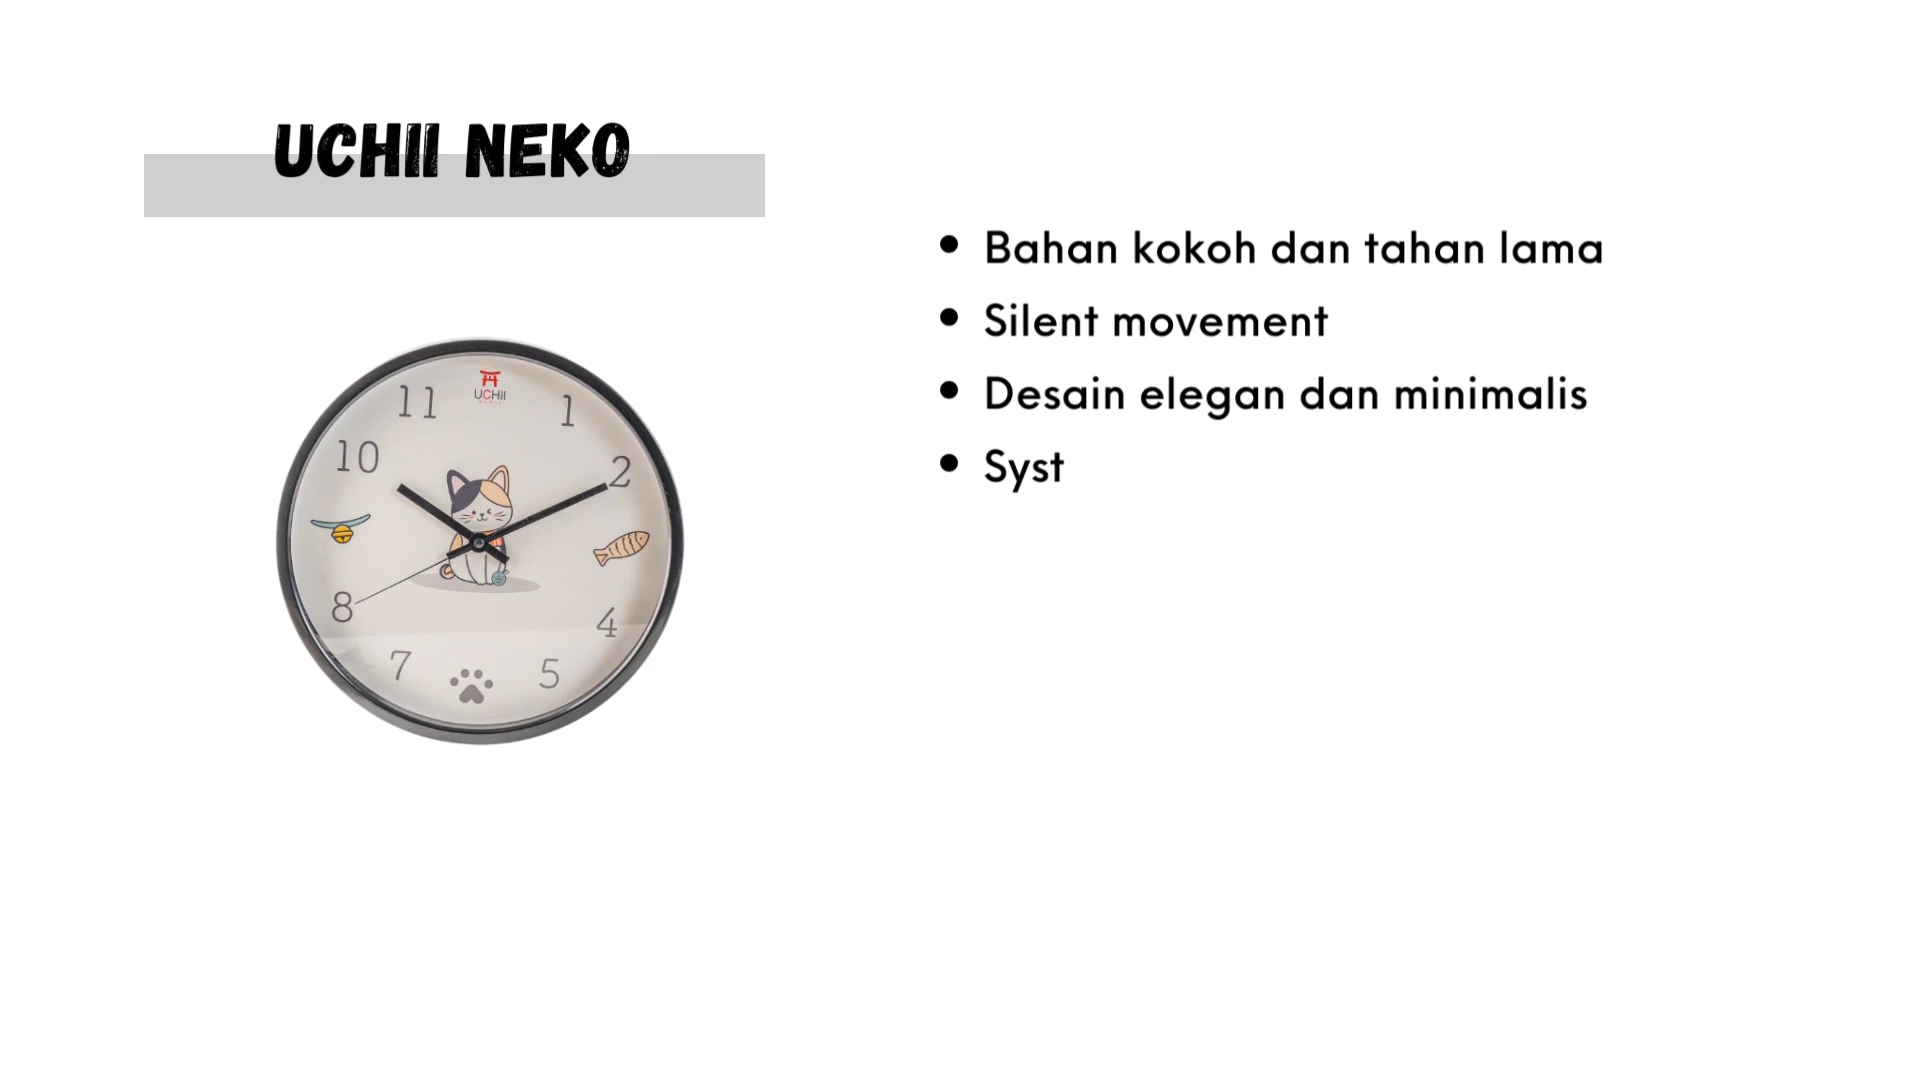 UCHII NEKO
Bahan kokoh dan tahan lama
Silent movement
Desain elegan dan minimalis
Syst
UCHII
11
1
10
2
8
4
7
5